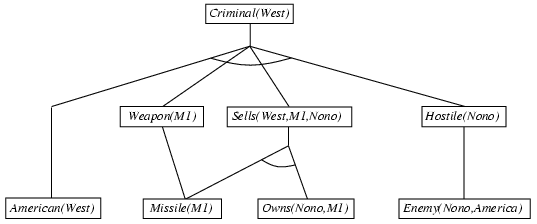 Criminal(West)
Weapon(M1)
Sells(West,M1,Nono)
Hostile(Nono)
American(West)
Missile(M1)
Owns(Nono,M1)
Enemy(Nono,America)